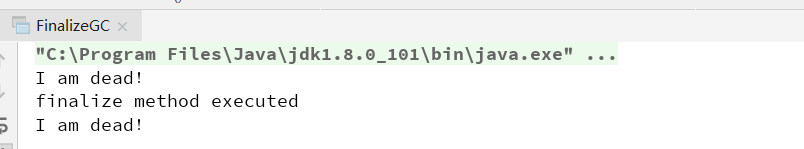 FinalizeGC
"C:\Program Files\Java\jdk1.8.0_101\bin\java.exe" ...
I am dead!
finalize method executed
I am dead!